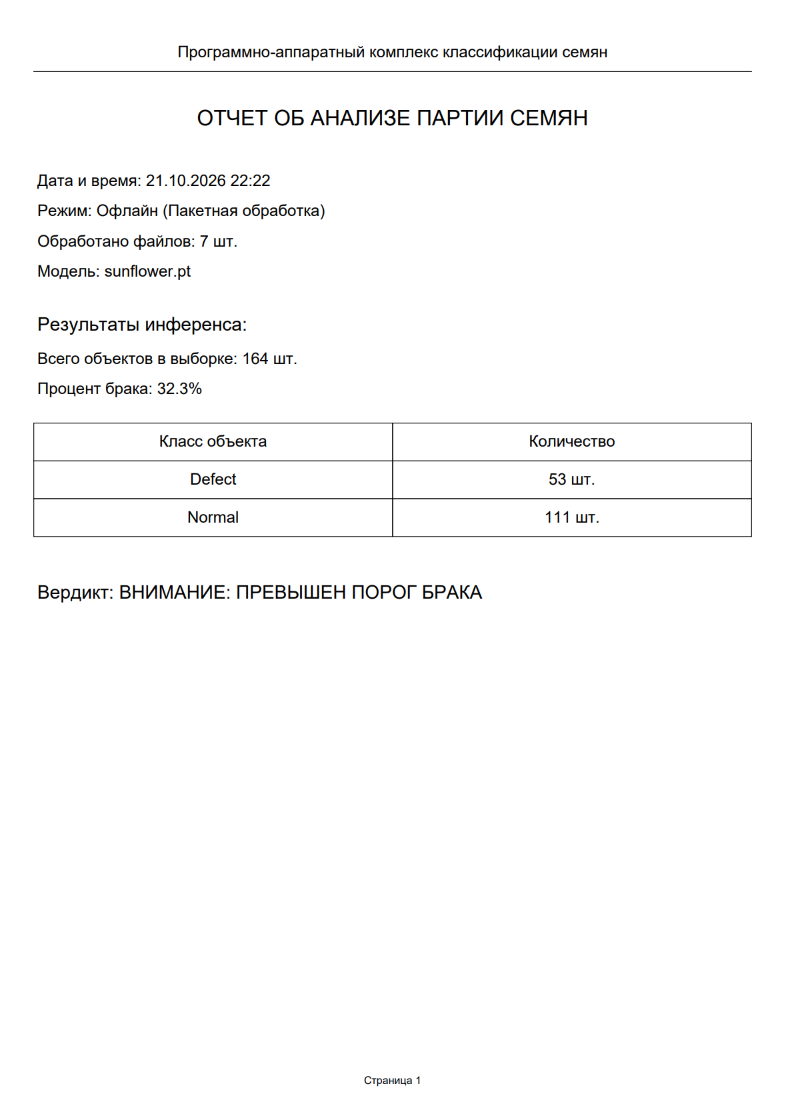 Программно-аппаратный комплекс классификации семян
ОТЧЕТ ОБ АНАЛИЗЕ ПАРТИИ СЕМЯН
Дата и время: 21.10.2026 22:22
Режим: Офлайн (Пакетная обработка)
Обработано файлов: 7 шт.
Модель: sunflower.pt
Результаты инференса:
Всего объектов в выборке: 164 шт.
Процент брака: 32.3%
Класс объекта Количество
Defect 53 шт.
Normal 111 шт.
Вердикт: ВНИМАНИЕ: ПРЕВЫШЕН ПОРОГ БРАКА
Страница 1